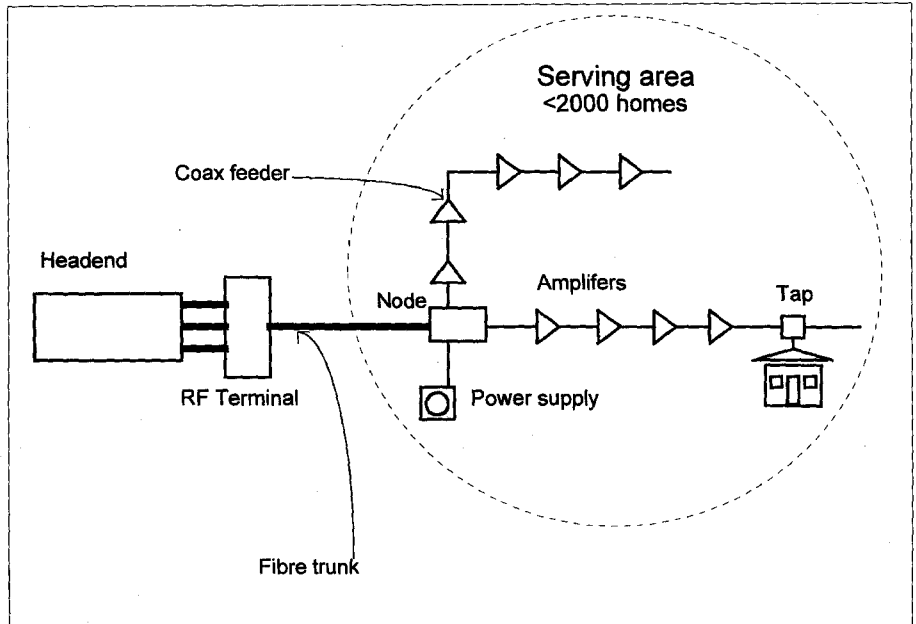 Serving area
<2000 homes
Coax feeder
Headend
Node
Amplifers
Tap
RF Terminal
Power supply
Fibre trunk